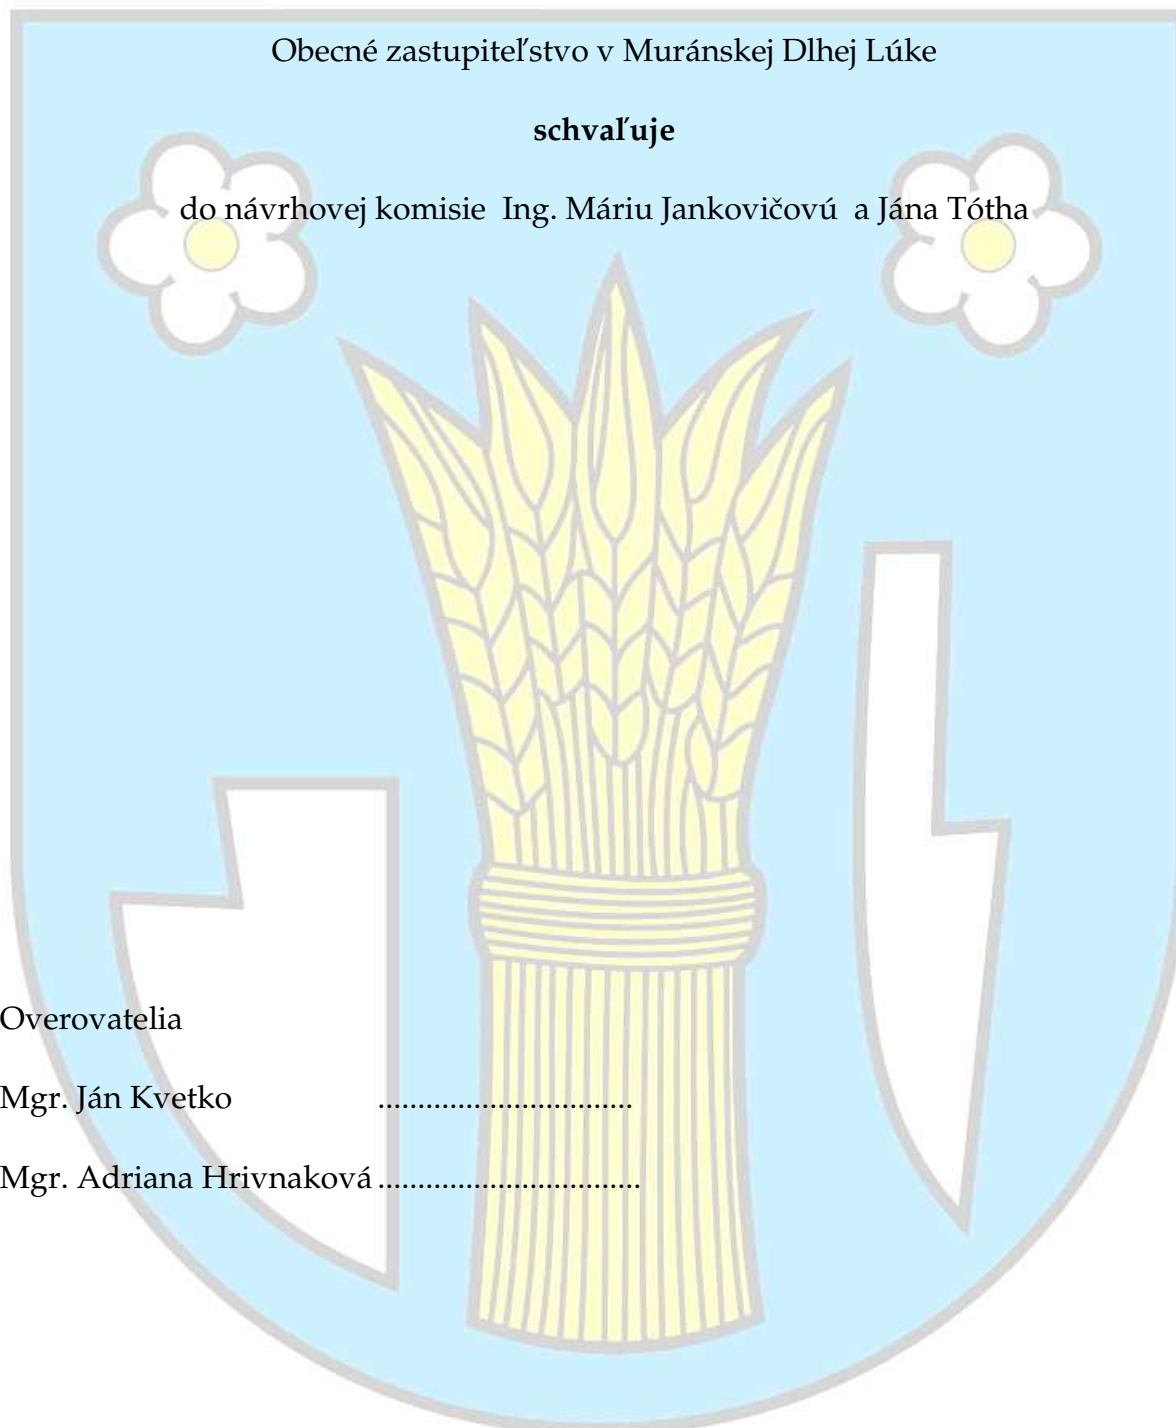 Obecné zastupiteľstvo v Muránskej Dlhej Lúke
schvaľuje
do návrhovej komisie Ing. Máriu Jankovičovú a Jána Tótha
Overovatelia
Mgr. Ján Kvetko ................................
Mgr. Adriana Hrivnaková .................................